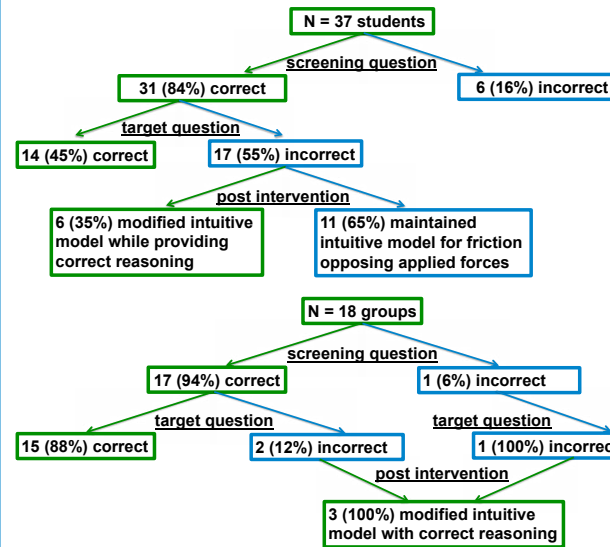 N = 37 students
screening question
31 (84%) correct
6 (16%) incorrect
target question
14 (45%) correct
17 (55%) incorrect
post intervention
6 (35%) modified intuitive
model while providing
correct reasoning
11 (65%) maintained
intuitive model for friction
opposing applied forces
N = 18 groups
screening question
17 (94%) correct
1 (6%) incorrect
target question
target question
15 (88%) correct
2 (12%) incorrect
1 (100%) incorrect
post intervention
3 (100%) modified intuitive
model with correct reasoning